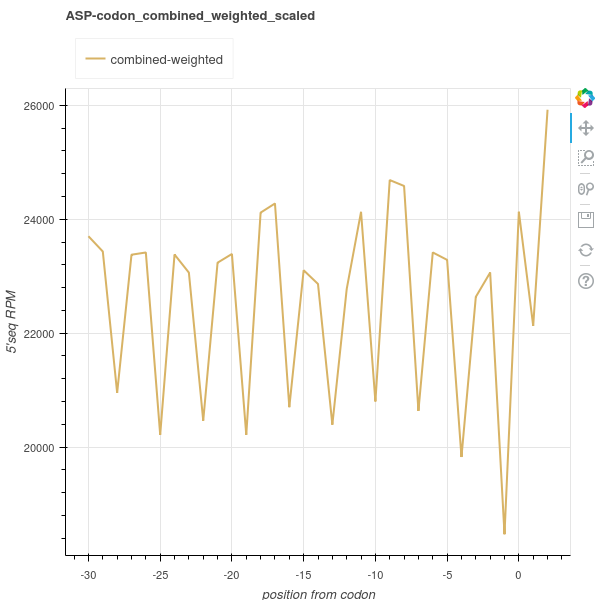 ASP-codon_combined_weighted_scaled
combined-weighted
26000
24000
22000
20000
5'seq RPM
-30 -25 -20 -15 -10 -5 0
position from codon